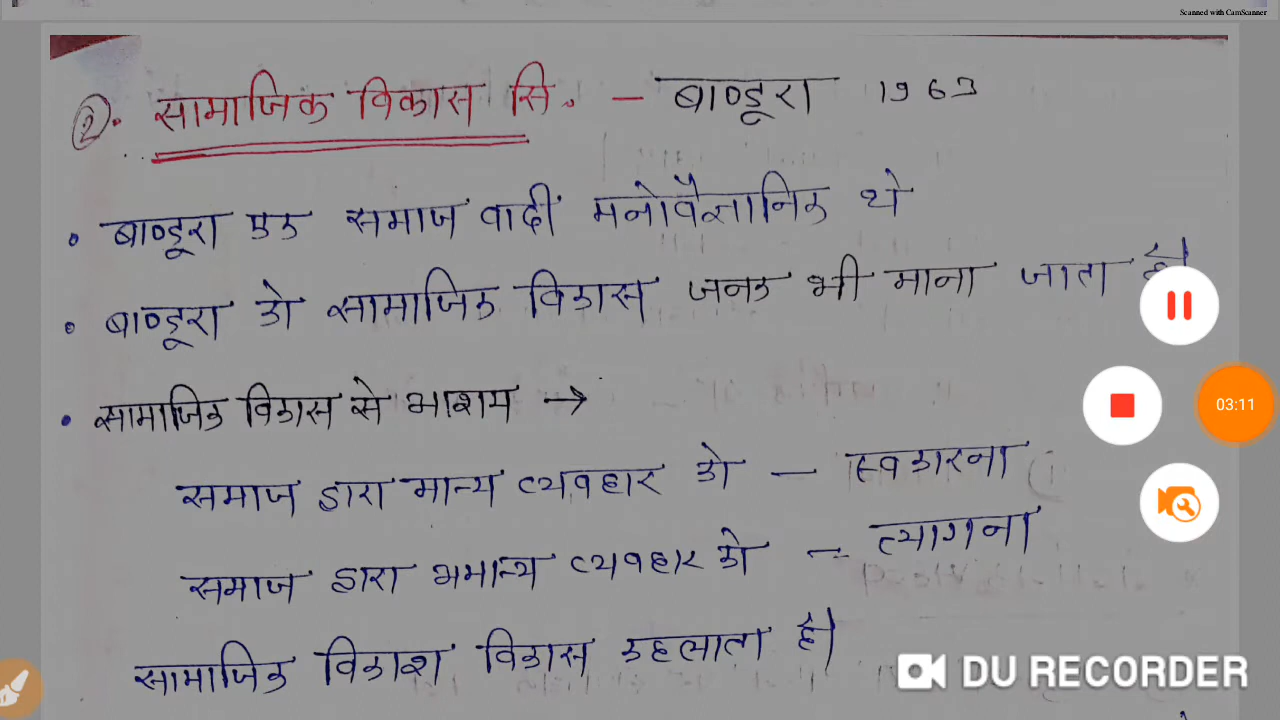 Scanned with CamScanner
2. सामाजिक विकास सि. - बाण्डूरा 1963
• बाण्डूरा एक समाज वादी मनोवैज्ञानिक थे
• बाण्डूरा को सामाजिक विकास जनक भी माना जाता है।
• सामाजिक विकास से आशय →
समाज द्वारा मान्य व्यवहार को - स्वकारना
समाज द्वारा अमान्य व्यवहार को - त्यागना
सामाजिक विकाश विकास कहलाता है।
03:11
DU RECORDER